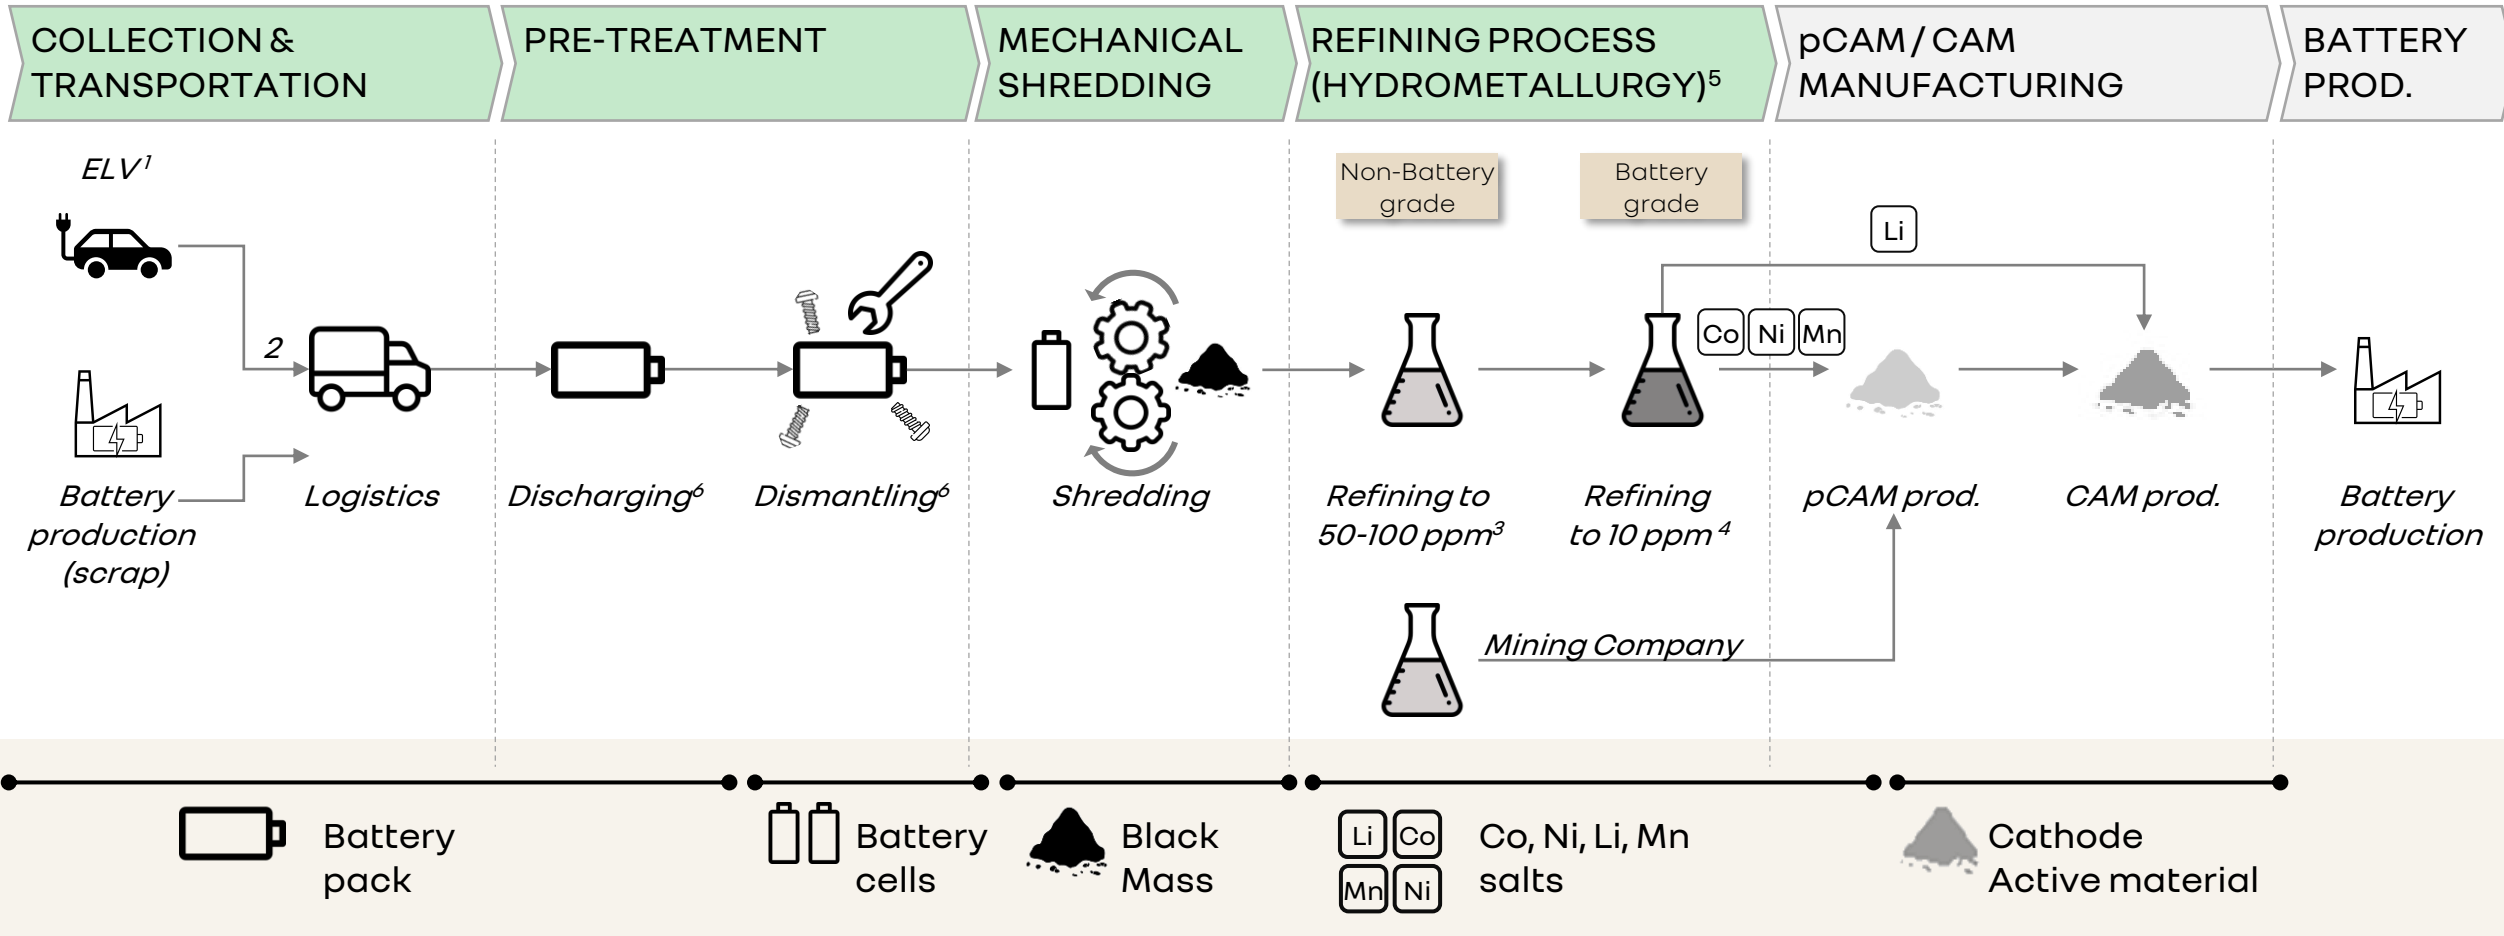 COLLECTION &
TRANSPORTATION
PRE-TREATMENT
MECHANICAL
SHREDDING
REFINING PROCESS
(HYDROMETALLURGY)⁵
pCAM / CAM
MANUFACTURING
BATTERY
PROD.
ELV¹
Non-Battery
grade
Battery
grade
Li
2
Co Ni Mn
Battery
production
(scrap)
Logistics
Discharging⁶
Dismantling⁶
Shredding
Refining to
50-100 ppm³
Refining
to 10 ppm ⁴
pCAM prod.
CAM prod.
Battery
production
Mining Company
Battery
pack
Battery
cells
Black
Mass
Li Co
Mn Ni
Co, Ni, Li, Mn
salts
Cathode
Active material